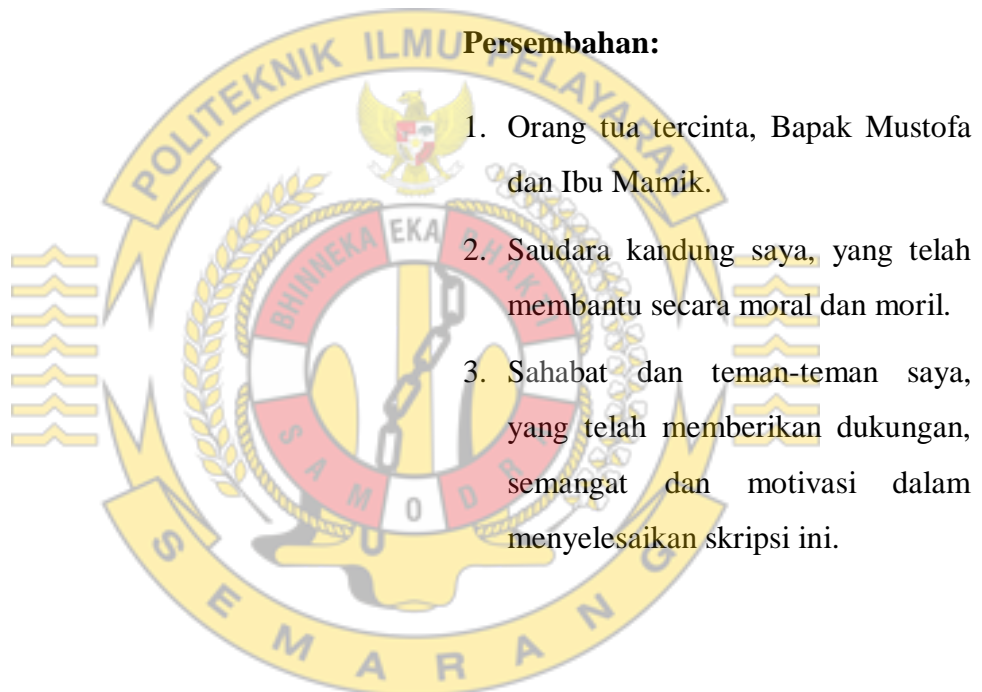 Persembahan:
1. Orang tua tercinta, Bapak Mustofa
dan Ibu Mamik.
2. Saudara kandung saya, yang telah
membantu secara moral dan moril.
3. Sahabat dan teman-teman saya,
yang telah memberikan dukungan,
semangat dan motivasi dalam
menyelesaikan skripsi ini.
POLITEKNIK ILMU PELAYARAN
BHINNEKA EKA BHAKTI
SAMODRA
SEMARANG